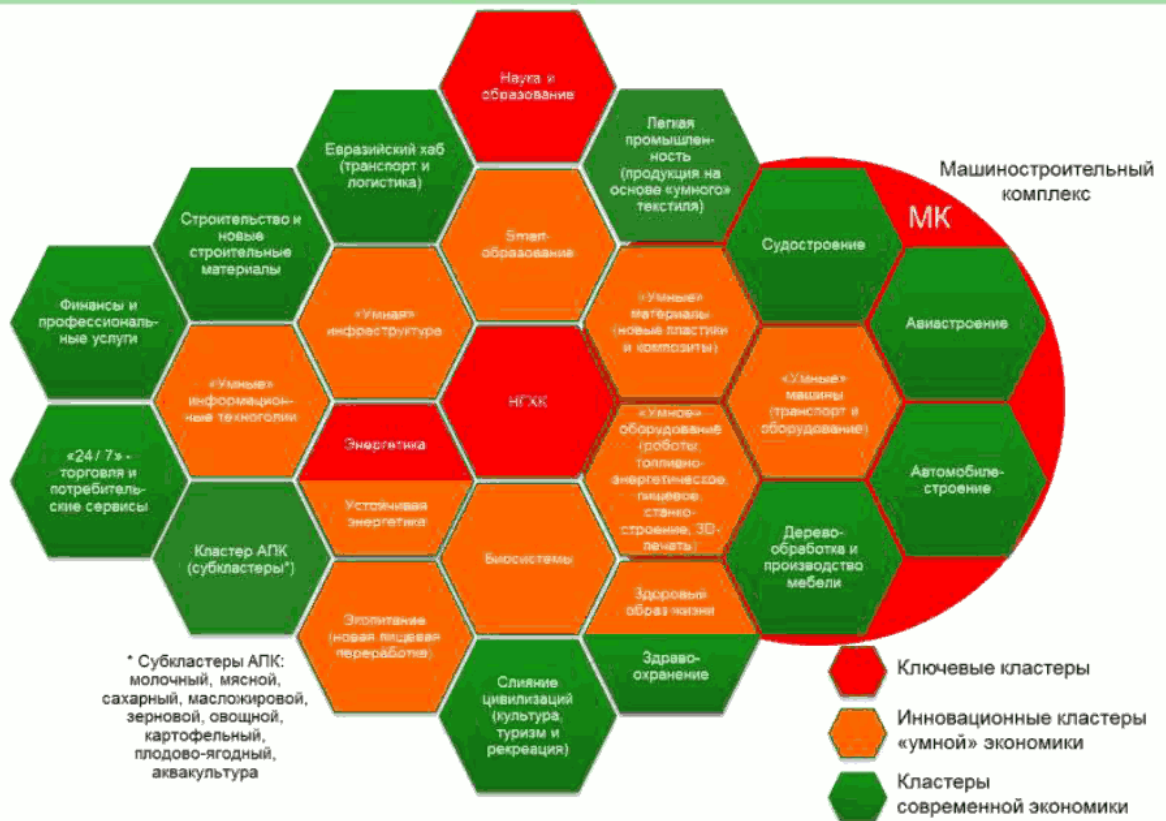 Наука и
образование
Евразийский хаб
(транспорт и
логистика)
Легкая
промышлен-
ность
(продукция на
основе «умного»
текстиля)
Машиностроительный
комплекс
МК
Строительство и
новые
строительные
материалы
Smart-
образование
Судостроение
Финансы и
профессиональ-
ные услуги
«Умная»
инфраструктура
«Умные»
материалы
(новые пластики
и композиты)
Авиастроение
«Умные»
информацион-
ные техноголии
НГХК
«Умные»
машины
(транспорт и
оборудование)
«24 / 7» -
торговля и
потребитель-
ские сервисы
Энергетика
Устойчивая
энергетика
«Умное»
оборудование
(роботы,
топливно-
энергетическое,
пищевое,
станко-
строение, 3D-
печать)
Автомобиле-
строение
Кластер АПК
(субкластеры*)
Биосистемы
Дерево-
обработка и
производство
мебели
Экопитание
(новая пищевая
переработка)
Здоровый
образ жизни
Здраво-
охранение
Слияние
цивилизаций
(культура,
туризм и
рекреация)
* Субкластеры АПК:
молочный, мясной,
сахарный, масложировой,
зерновой, овощной,
картофельный,
плодово-ягодный,
аквакультура
Ключевые кластеры
Инновационные кластеры
«умной» экономики
Кластеры
современной экономики